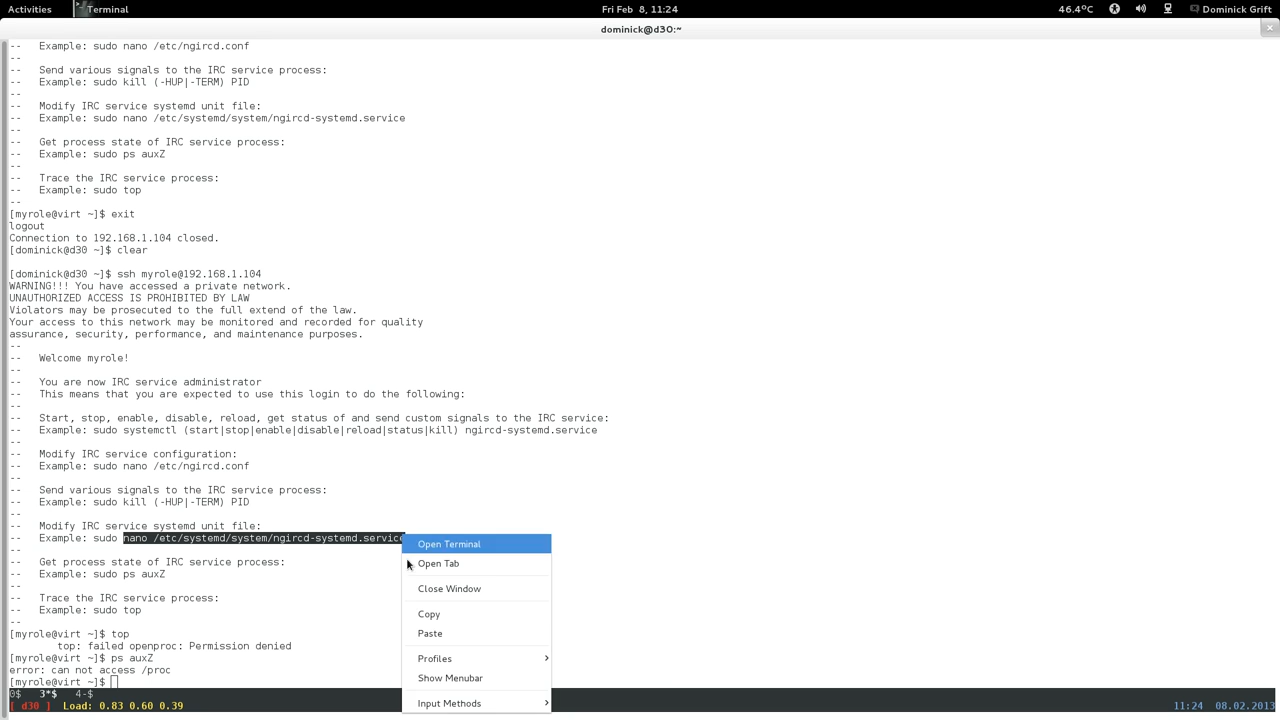 Activities Terminal Fri Feb 8, 11:24 46.4°C Dominick Grift
dominick@d30:~
-- Example: sudo nano /etc/ngircd.conf
--
-- Send various signals to the IRC service process:
-- Example: sudo kill (-HUP|-TERM) PID
--
-- Modify IRC service systemd unit file:
-- Example: sudo nano /etc/systemd/system/ngircd-systemd.service
--
-- Get process state of IRC service process:
-- Example: sudo ps auxZ
--
-- Trace the IRC service process:
-- Example: sudo top
--
[myrole@virt ~]$ exit
logout
Connection to 192.168.1.104 closed.
[dominick@d30 ~]$ clear
[dominick@d30 ~]$ ssh myrole@192.168.1.104
WARNING!!! You have accessed a private network.
UNAUTHORIZED ACCESS IS PROHIBITED BY LAW
Violators may be prosecuted to the full extend of the law.
Your access to this network may be monitored and recorded for quality
assurance, security, performance, and maintenance purposes.
--
-- Welcome myrole!
--
-- You are now IRC service administrator
-- This means that you are expected to use this login to do the following:
--
-- Start, stop, enable, disable, reload, get status of and send custom signals to the IRC service:
-- Example: sudo systemctl (start|stop|enable|disable|reload|status|kill) ngircd-systemd.service
--
-- Modify IRC service configuration:
-- Example: sudo nano /etc/ngircd.conf
--
-- Send various signals to the IRC service process:
-- Example: sudo kill (-HUP|-TERM) PID
--
-- Modify IRC service systemd unit file:
-- Example: sudo nano /etc/systemd/system/ngircd-systemd.service
--
-- Get process state of IRC service process:
-- Example: sudo ps auxZ
--
-- Trace the IRC service process:
-- Example: sudo top
--
[myrole@virt ~]$ top
top: failed openproc: Permission denied
[myrole@virt ~]$ ps auxZ
error: can not access /proc
[myrole@virt ~]$
0$ 3*$ 4-$
[ d30 ] Load: 0.83 0.60 0.39 11:24 08.02.2013
Open Terminal
Open Tab
Close Window
Copy
Paste
Profiles
Show Menubar
Input Methods